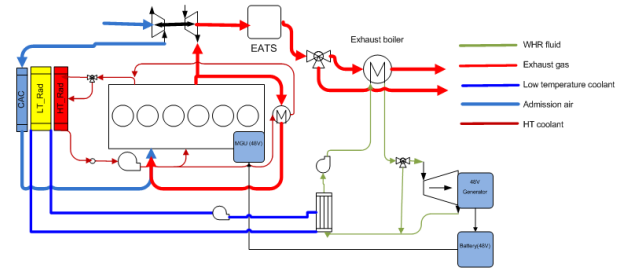 EATS
Exhaust boiler
WHR fluid
Exhaust gas
Low temperature coolant
Admission air
HT coolant
CAC
LT_Rad
HT_Rad
M
M
MGU (48V)
48V
Generator
Battery(48V)